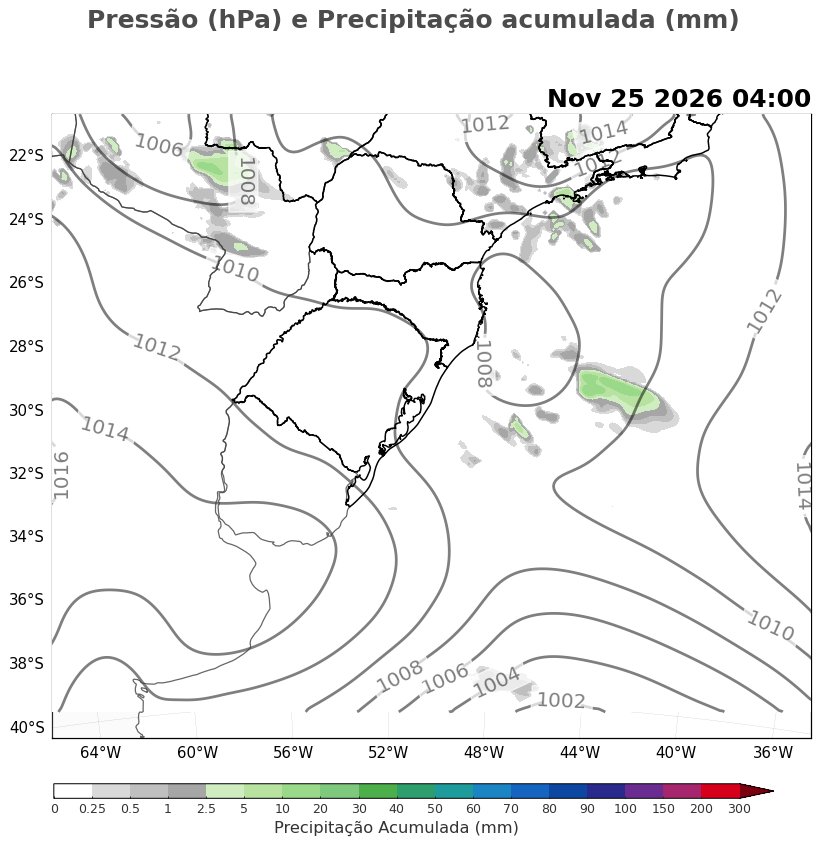 Pressão (hPa) e Precipitação acumulada (mm)
Nov 25 2026 04:00
1012
1014
1006
1012
1008
1010
1012
1012
1008
1014
1016
1014
1010
1008
1006
1004
1002
22°S
24°S
26°S
28°S
30°S
32°S
34°S
36°S
38°S
40°S
64°W 60°W 56°W 52°W 48°W 44°W 40°W 36°W
0 0.25 0.5 1 2.5 5 10 20 30 40 50 60 70 80 90 100 150 200 300
Precipitação Acumulada (mm)